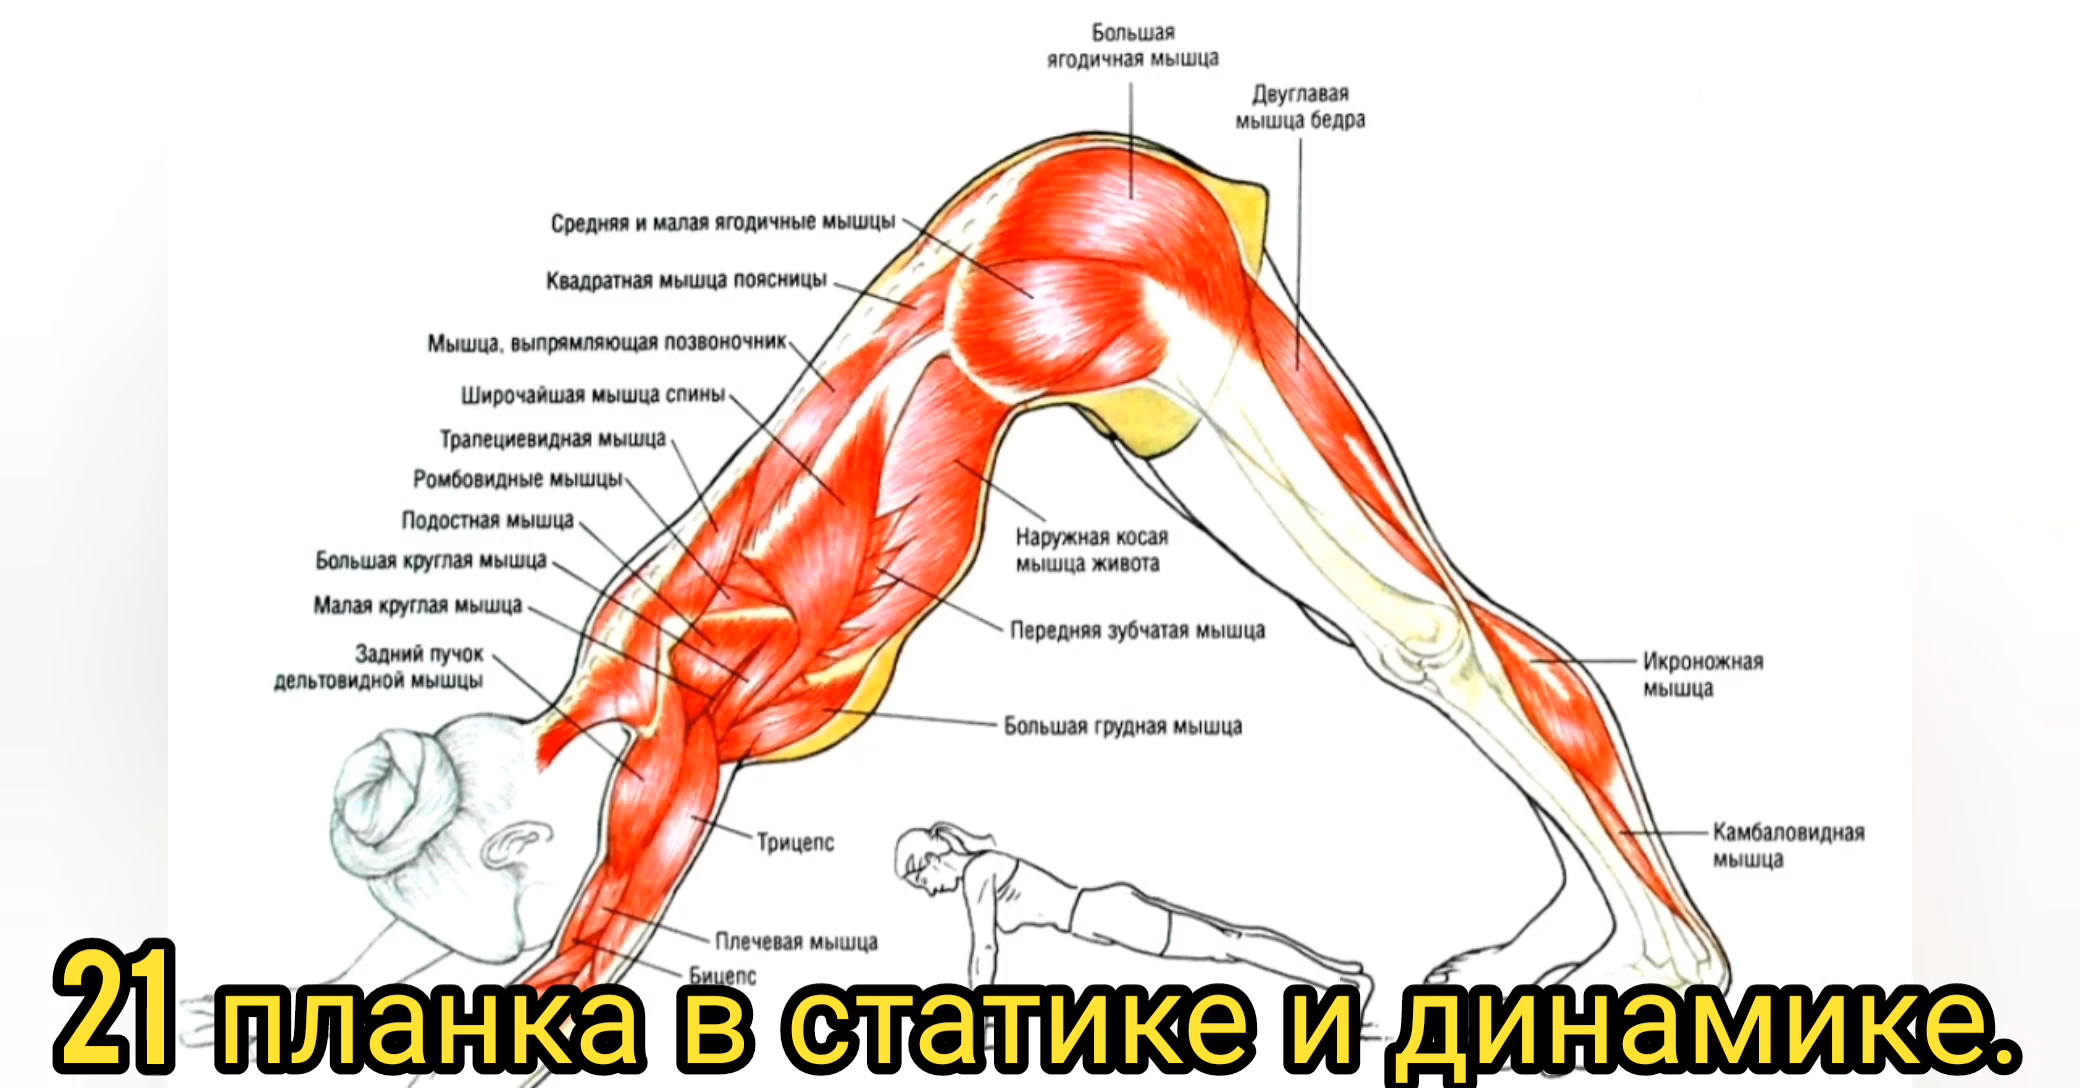 Большая
ягодичная мышца
Двуглавая
мышца бедра
Средняя и малая ягодичные мышцы
Квадратная мышца поясницы
Мышца, выпрямляющая позвоночник
Широчайшая мышца спины
Трапециевидная мышца
Ромбовидные мышцы
Подостная мышца
Большая круглая мышца
Малая круглая мышца
Задний пучок
дельтовидной мышцы
Наружная косая
мышца живота
Передняя зубчатая мышца
Большая грудная мышца
Икроножная
мышца
Камбаловидная
мышца
Трицепс
Плечевая мышца
Бицепс
21 планка в статике и динамике.